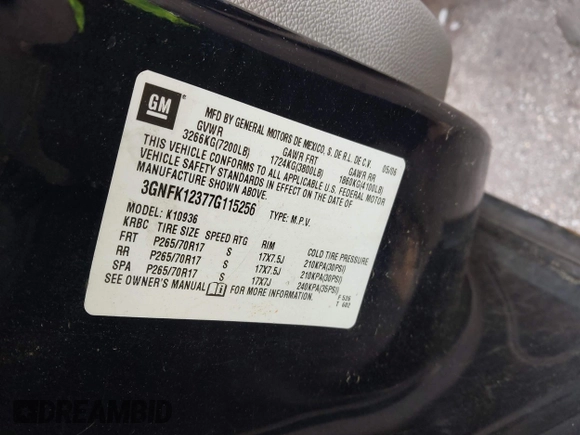 GM
MFD BY GENERAL MOTORS DE MEXICO, S. DE R.L. DE C.V. 05/06
GVWR GAWR FRT GAWR RR
3266KG(7200LB) 1724KG(3800LB) 1860KG(4100LB)
THIS VEHICLE CONFORMS TO ALL APPLICABLE U.S. FEDERAL MOTOR
VEHICLE SAFETY STANDARDS IN EFFECT ON THE DATE OF
MANUFACTURE SHOWN ABOVE.
3GNFK12377G115256 TYPE: M.P.V.
MODEL: K10936
KRBC TIRE SIZE SPEED RTG RIM COLD TIRE PRESSURE
FRT P265/70R17 S 17X7.5J 210KPA(30PSI)
RR P265/70R17 S 17X7.5J 210KPA(30PSI)
SPA P265/70R17 S 17X7J 240KPA(35PSI)
SEE OWNER'S MANUAL FOR MORE INFORMATION.
DREAMBID